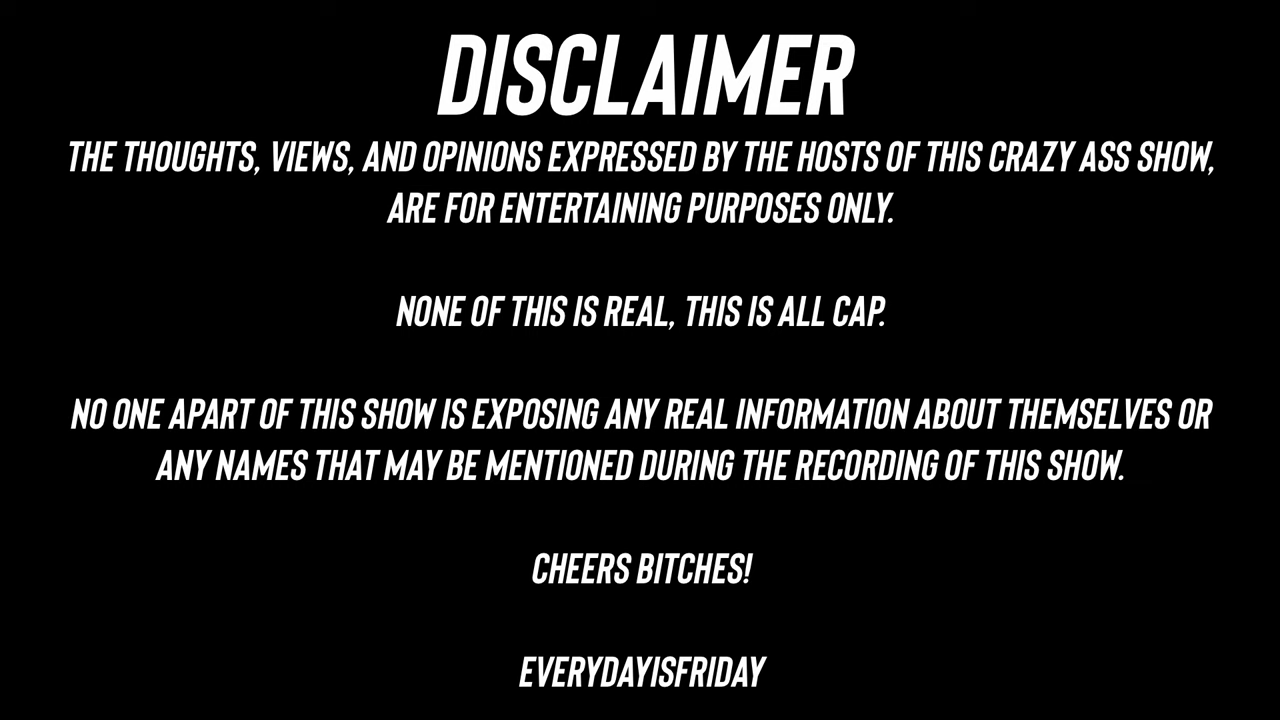 DISCLAIMER
THE THOUGHTS, VIEWS, AND OPINIONS EXPRESSED BY THE HOSTS OF THIS CRAZY ASS SHOW,
ARE FOR ENTERTAINING PURPOSES ONLY.
NONE OF THIS IS REAL, THIS IS ALL CAP.
NO ONE APART OF THIS SHOW IS EXPOSING ANY REAL INFORMATION ABOUT THEMSELVES OR
ANY NAMES THAT MAY BE MENTIONED DURING THE RECORDING OF THIS SHOW.
CHEERS BITCHES!
EVERYDAYISFRIDAY